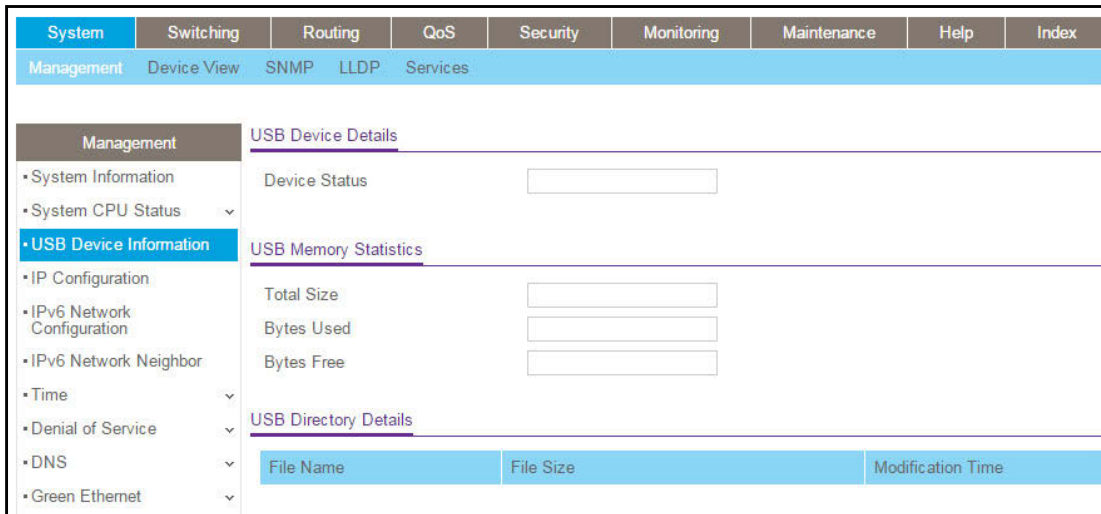 System Switching Routing QoS Security Monitoring Maintenance Help Index
Management Device View SNMP LLDP Services
Management
System Information
System CPU Status
USB Device Information
IP Configuration
IPv6 Network
Configuration
IPv6 Network Neighbor
Time
Denial of Service
DNS
Green Ethernet
USB Device Details
Device Status
USB Memory Statistics
Total Size
Bytes Used
Bytes Free
USB Directory Details
File Name File Size Modification Time